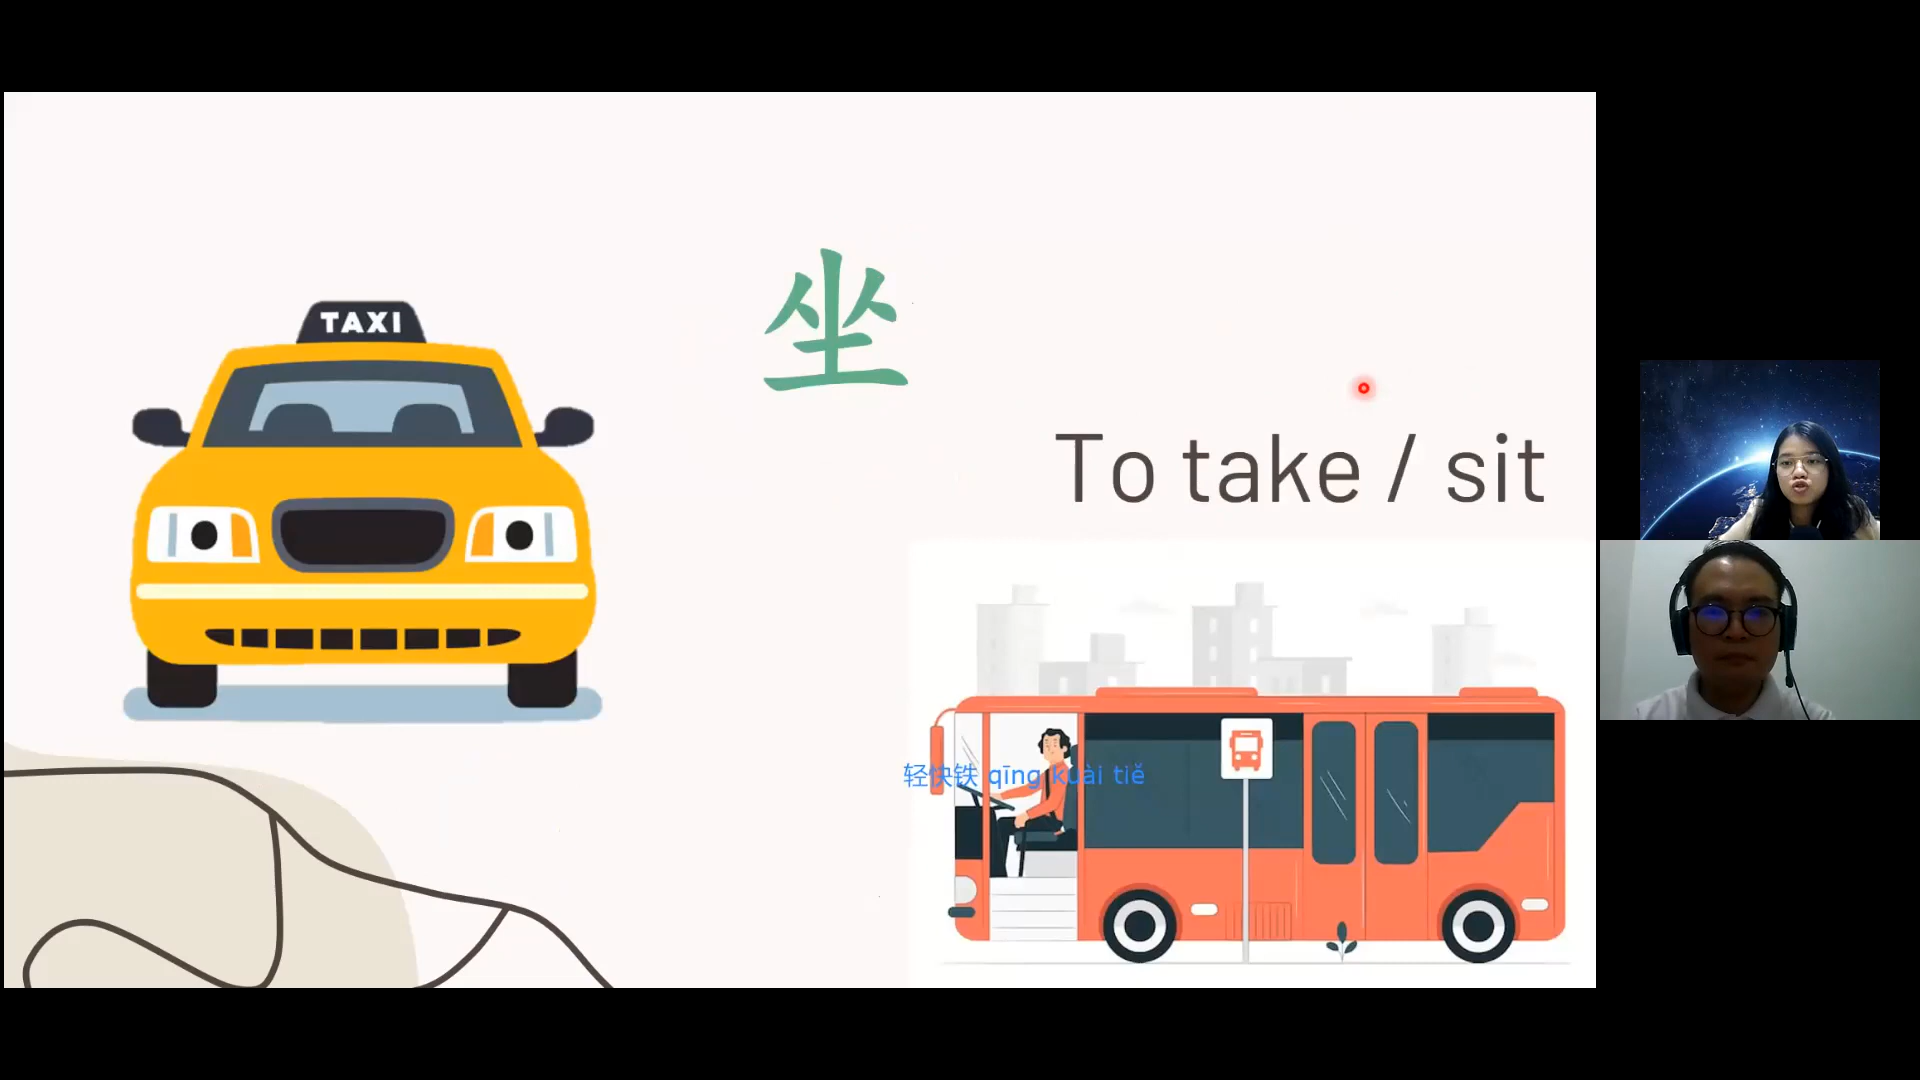 坐
TAXI
To take / sit
轻快铁 qīng kuài tiě